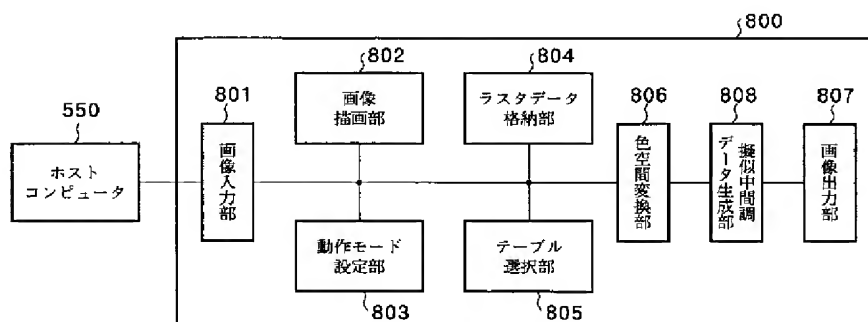 800
802
804
550
801
806
808
807
画像
描画部
ラスタデータ
格納部
ホスト
コンピュータ
画像入力部
色空間変換部
擬似中間調
データ生成部
画像出力部
動作モード
設定部
テーブル
選択部
803
805